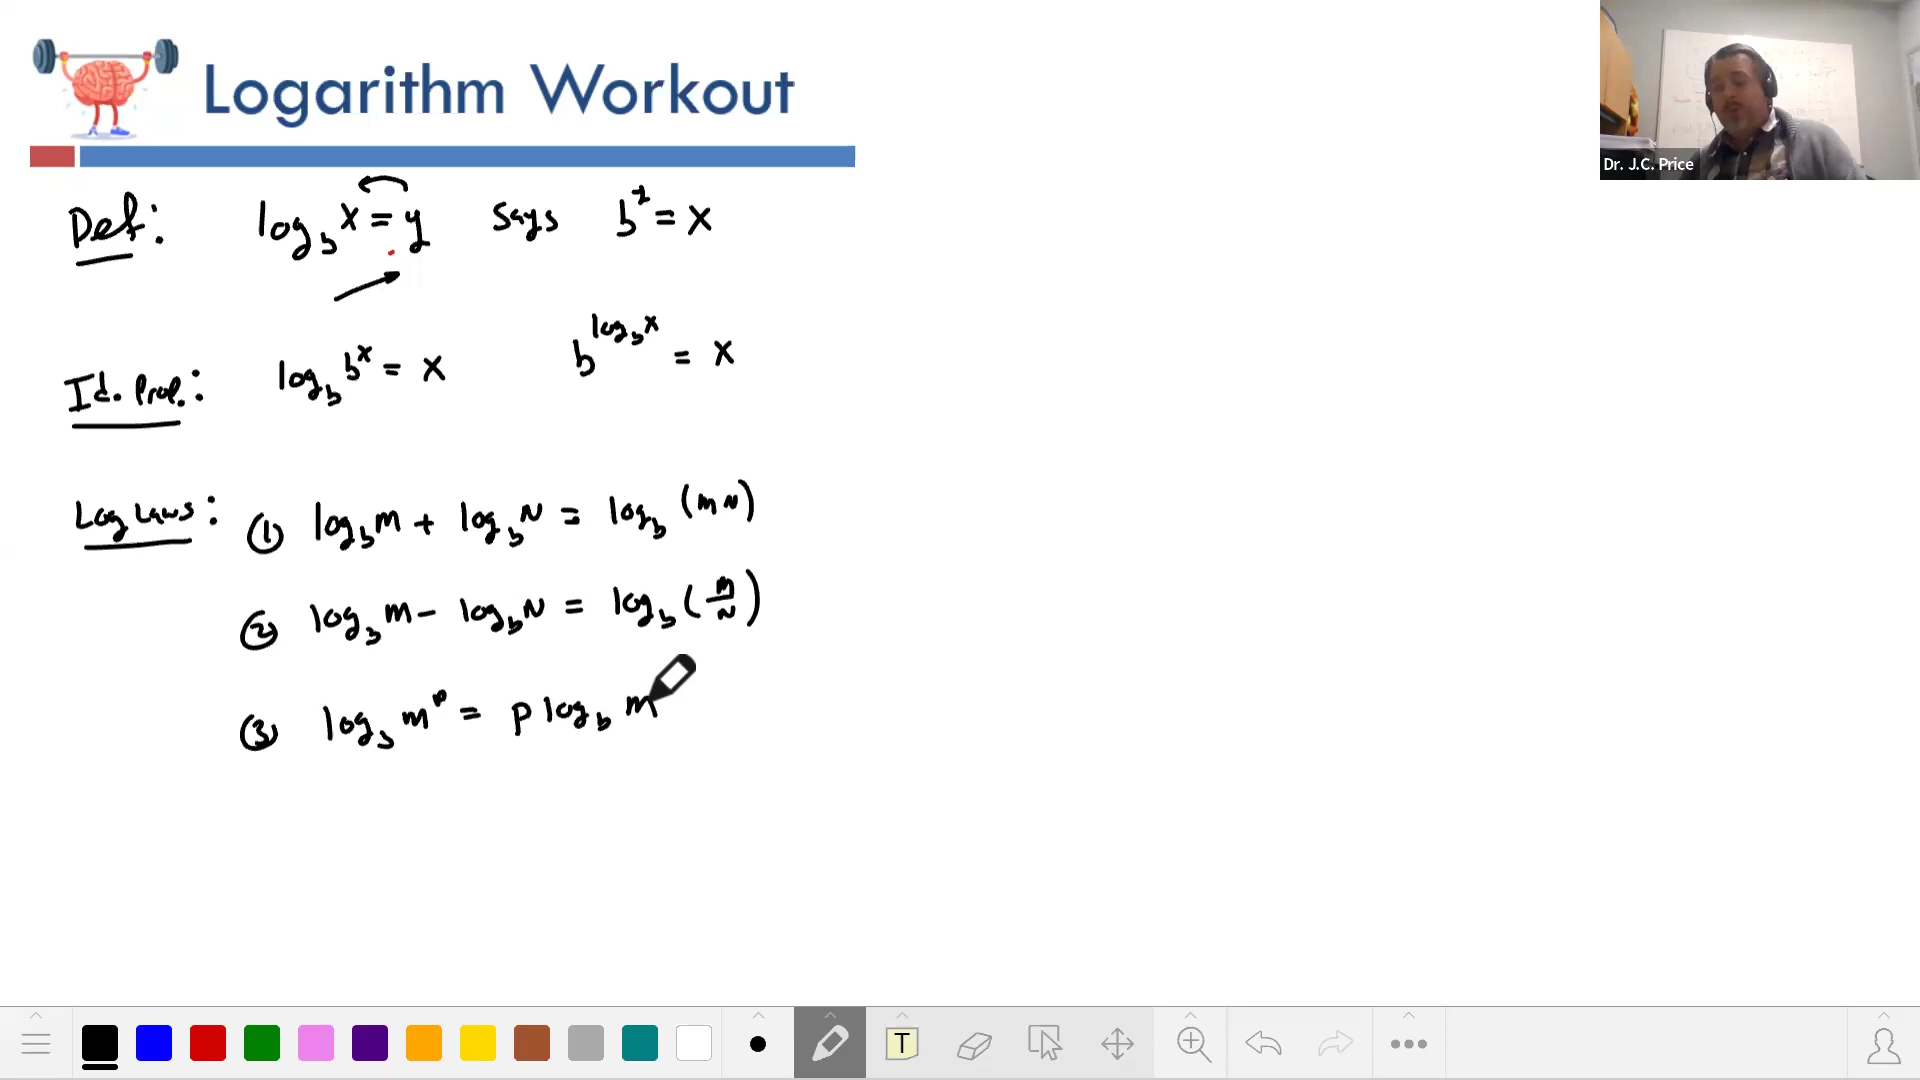 Logarithm Workout
Dr. J.C. Price
Def: log_b x = y says b^y = x
Id. Prop.: log_b b^x = x b^(log_b x) = x
Log Laws: ① log_b M + log_b N = log_b (MN)
② log_b M - log_b N = log_b (M/N)
③ log_b M^p = p log_b M
T